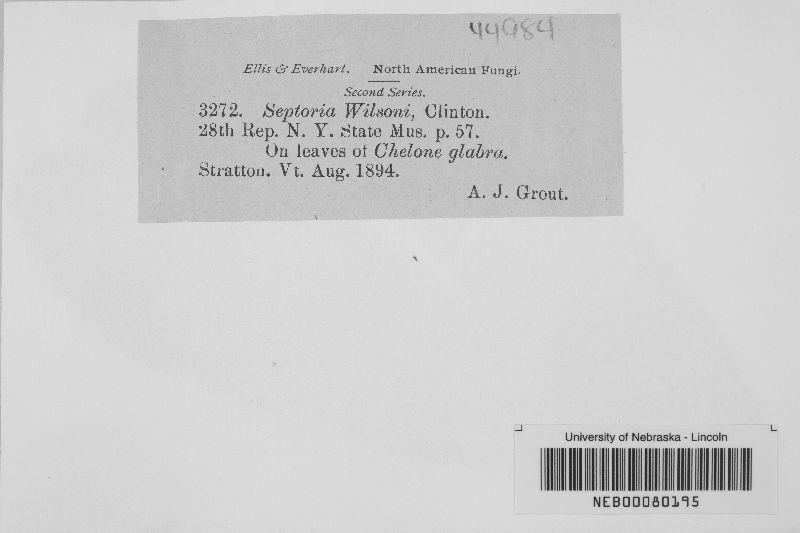 44984
Ellis & Everhart. North American Fungi.
Second Series.
3272. Septoria Wilsoni, Clinton.
28th Rep. N. Y. State Mus. p. 57.
On leaves of Chelone glabra.
Stratton. Vt. Aug. 1894.
A. J. Grout.
University of Nebraska - Lincoln
NEB00080195